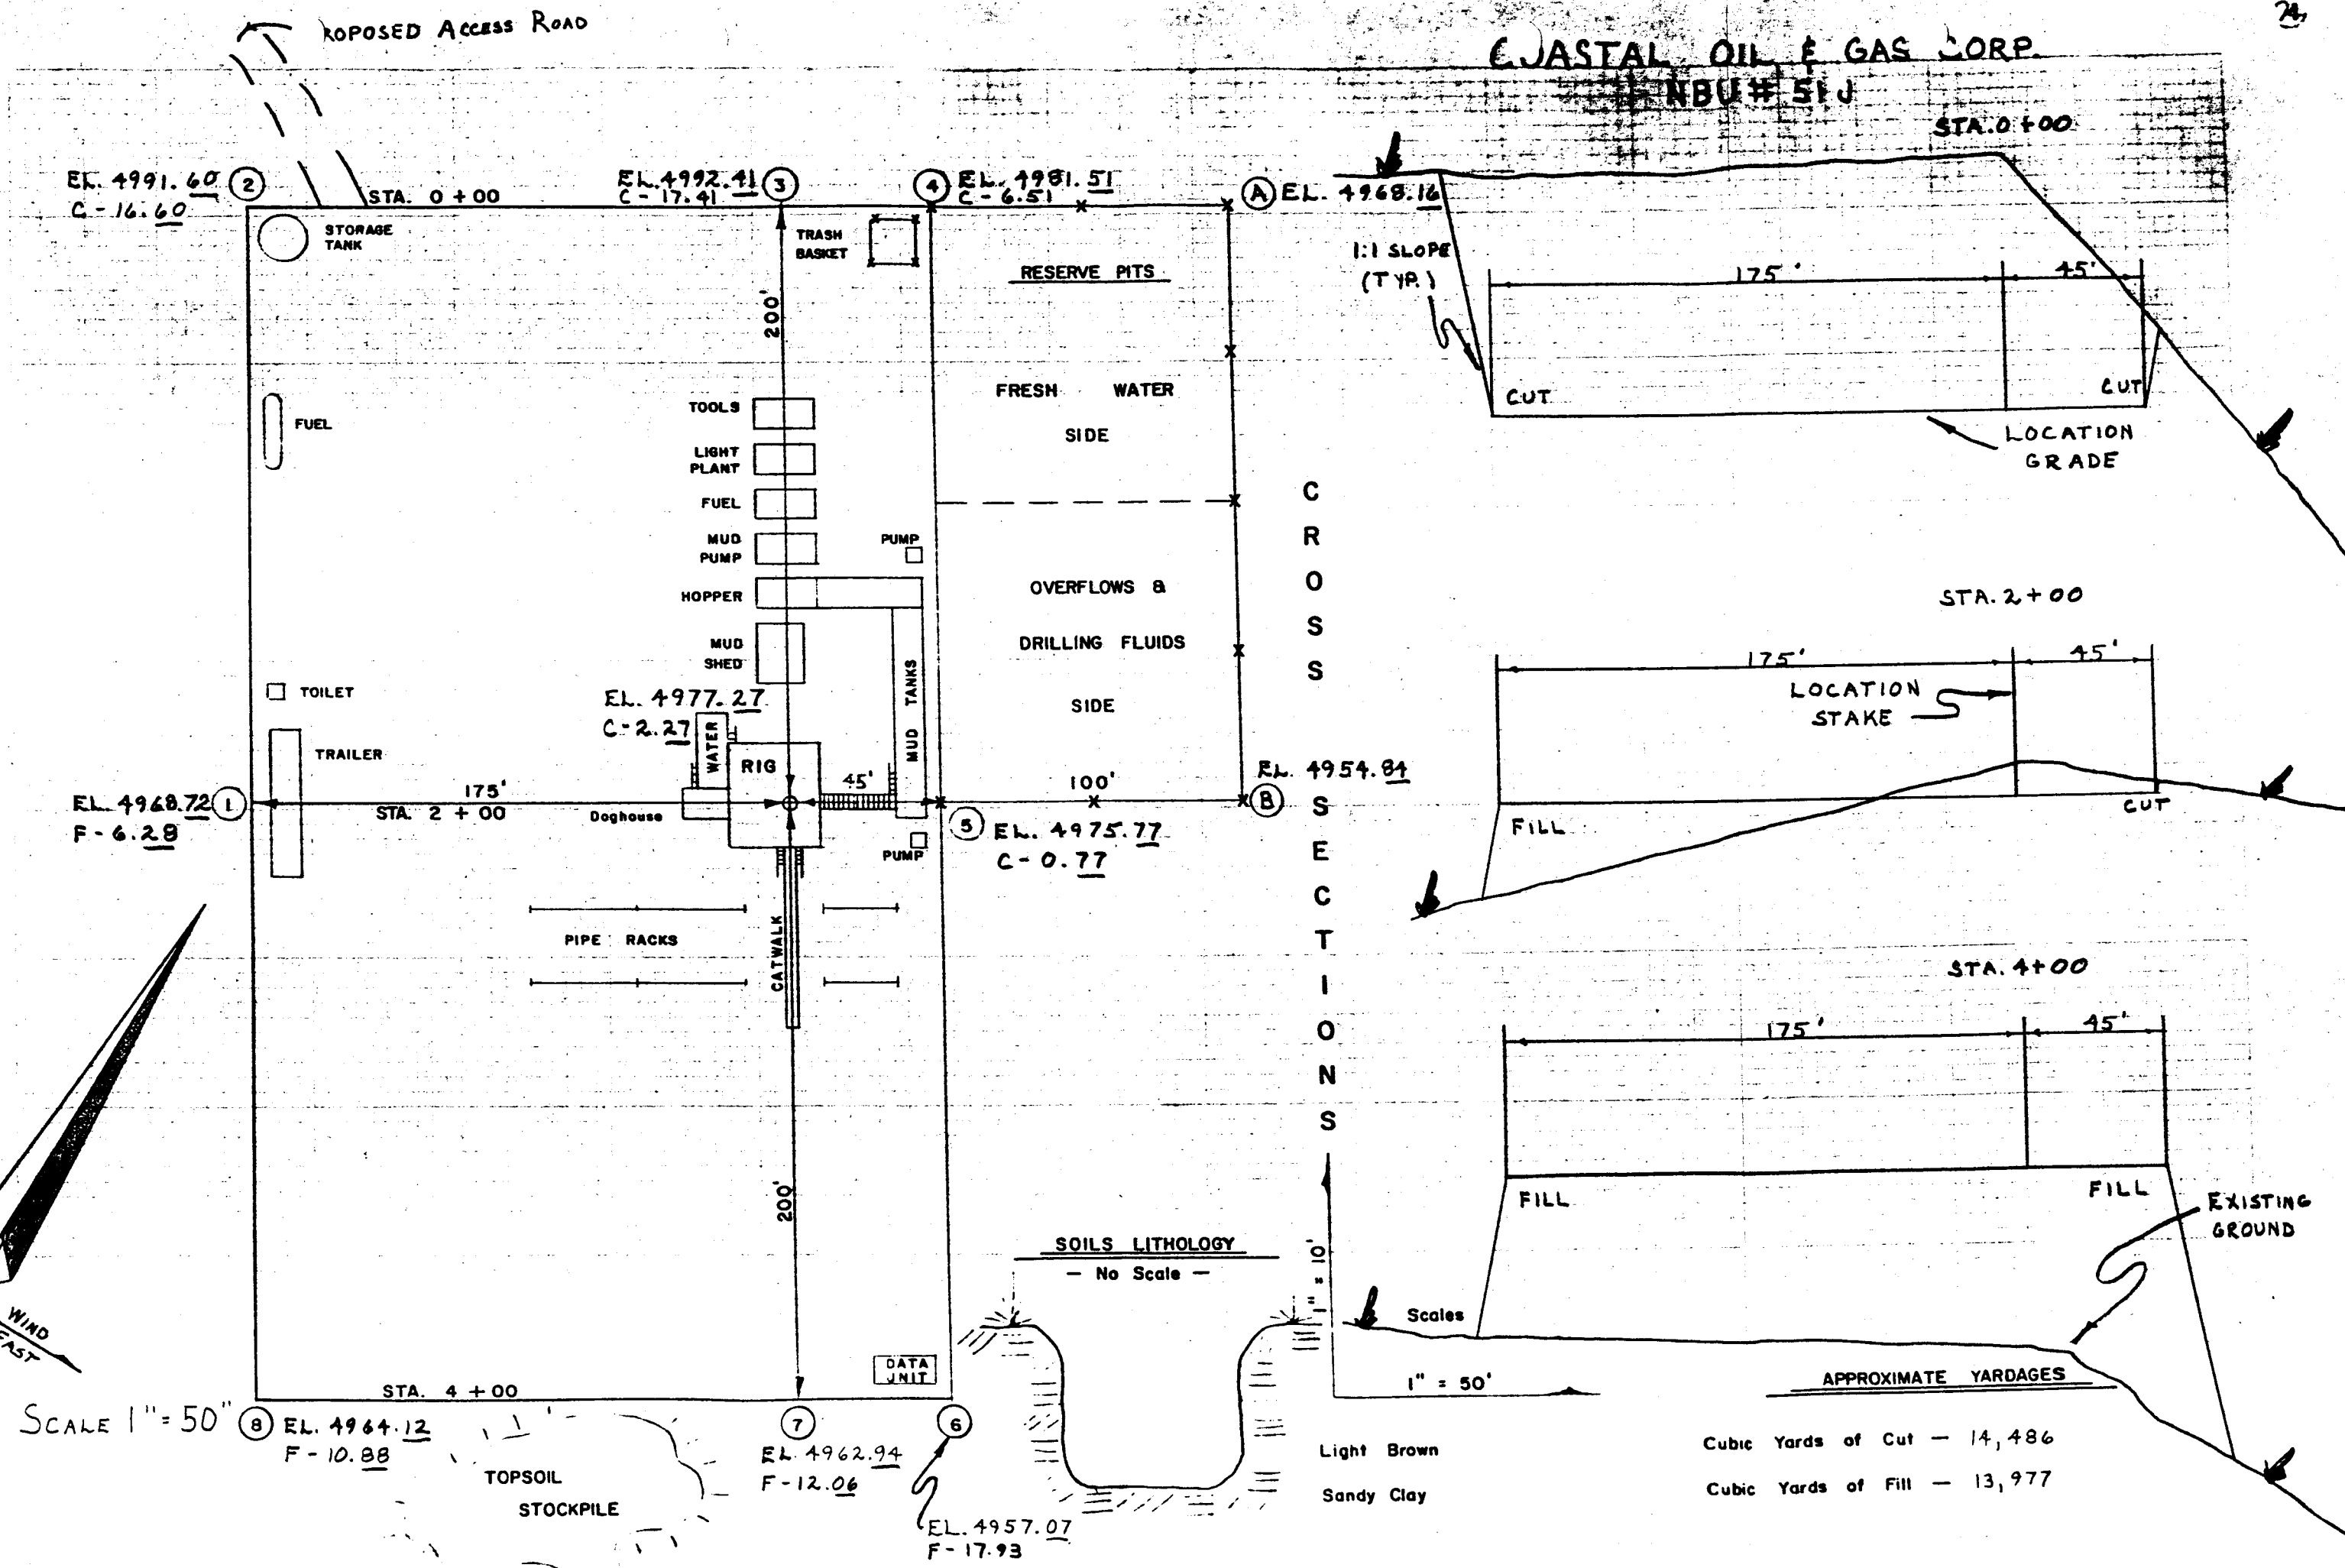 ROPOSED ACCESS ROAD
COASTAL OIL & GAS CORP.
NBU # 51J
STA. 0 + 00
EL. 4991.60 2
C - 16.60
STA. 0 + 00
EL. 4992.41 3
C - 17.41
4 EL. 4981.51
C - 6.51
A EL. 4968.16
STORAGE
TANK
TRASH
BASKET
RESERVE PITS
1:1 SLOPE
(TYP.)
175'
45'
200'
CUT
CUT
LOCATION
GRADE
FUEL
TOOLS
LIGHT
PLANT
FUEL
MUD
PUMP
HOPPER
MUD
SHED
PUMP
FRESH WATER
SIDE
OVERFLOWS &
DRILLING FLUIDS
SIDE
CROSS SECTIONS
STA. 2 + 00
175'
45'
LOCATION
STAKE
FILL
CUT
TOILET
TRAILER
EL. 4977.27
C - 2.27
WATER
RIG
MUD TANKS
45'
100'
EL. 4954.84
B
EL. 4968.72 1
F - 6.28
175'
STA. 2 + 00
Doghouse
5 EL. 4975.77
C - 0.77
PUMP
PIPE RACKS
CATWALK
STA. 4+00
175'
45'
FILL
FILL
EXISTING
GROUND
200'
SOILS LITHOLOGY
— No Scale —
1" = 10'
Scales
1" = 50'
APPROXIMATE YARDAGES
Cubic Yards of Cut — 14,486
Cubic Yards of Fill — 13,977
WIND
DATA
UNIT
STA. 4 + 00
SCALE 1" = 50"
8 EL. 4964.12
F - 10.88
7
EL. 4962.94
F - 12.06
6
EL. 4957.07
F - 17.93
TOPSOIL
STOCKPILE
Light Brown
Sandy Clay